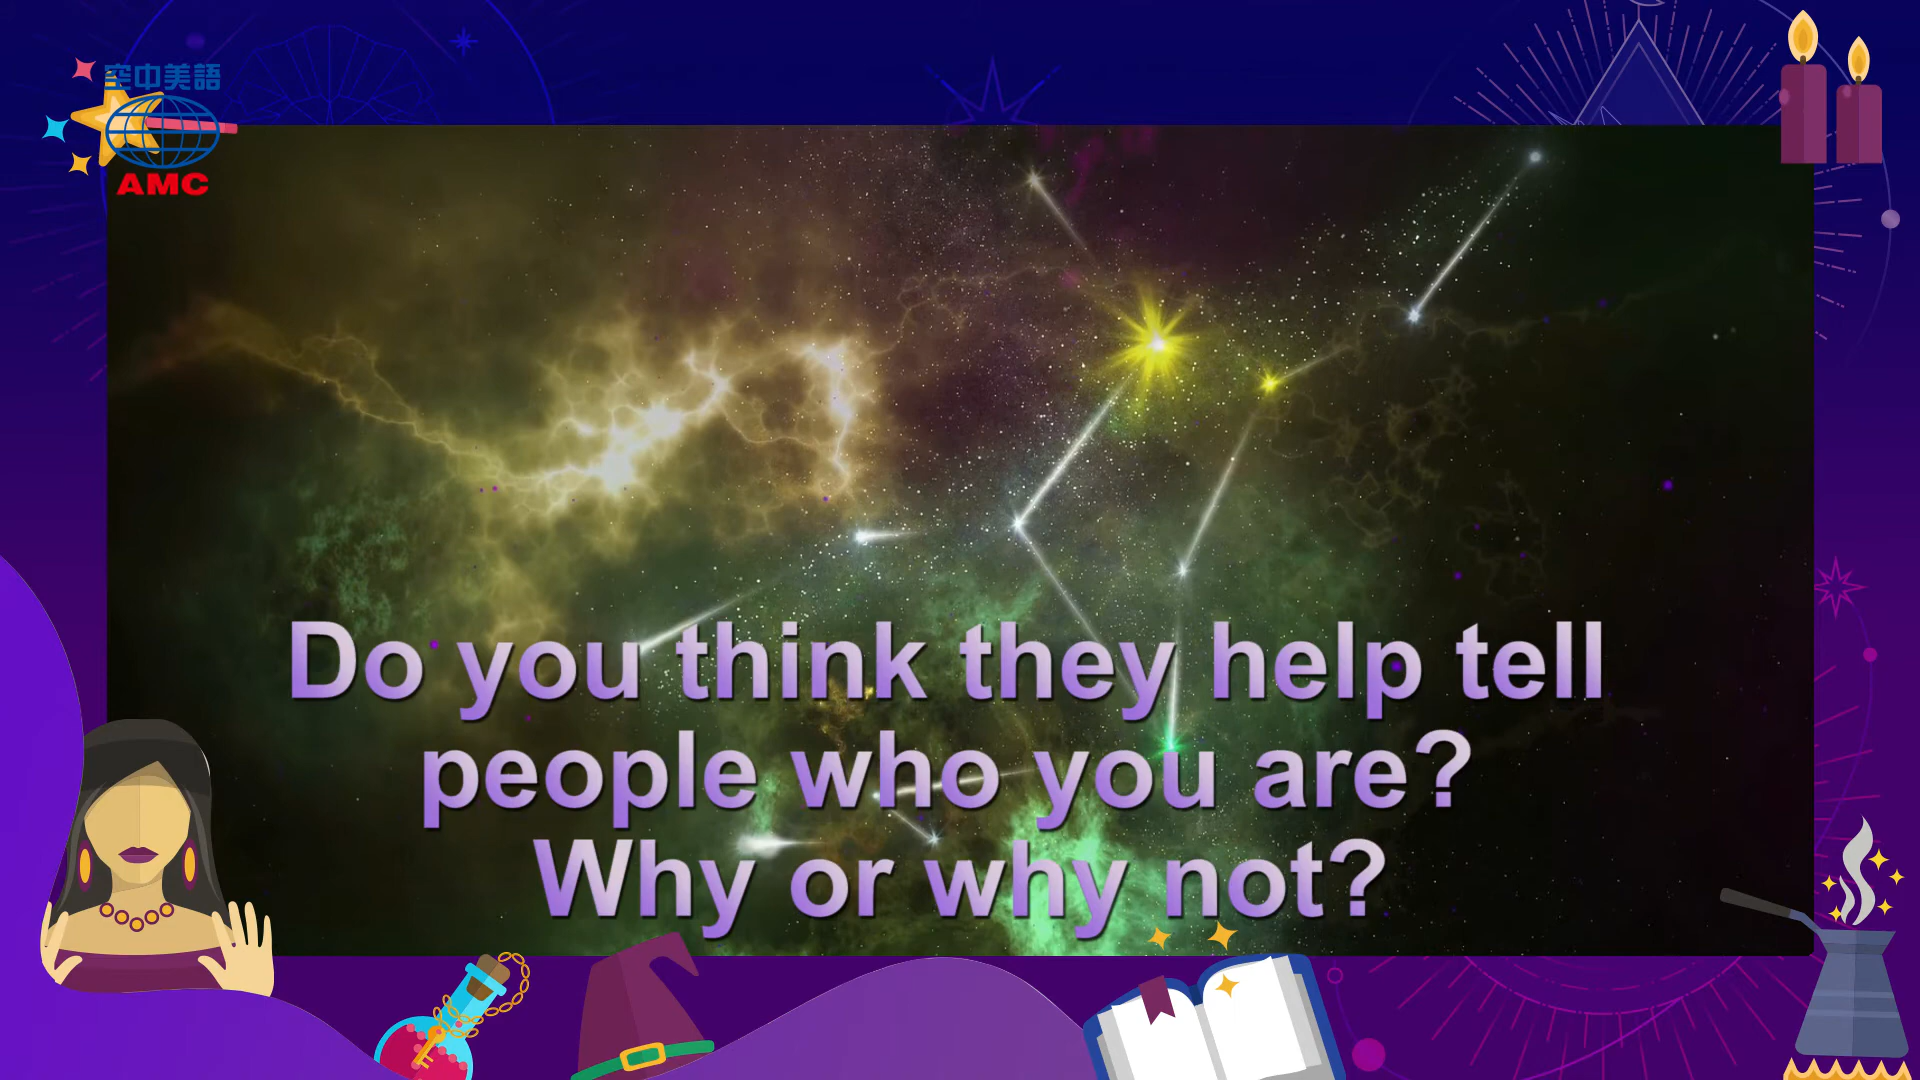 空中美語
AMC
Do you think they help tell
people who you are?
Why or why not?